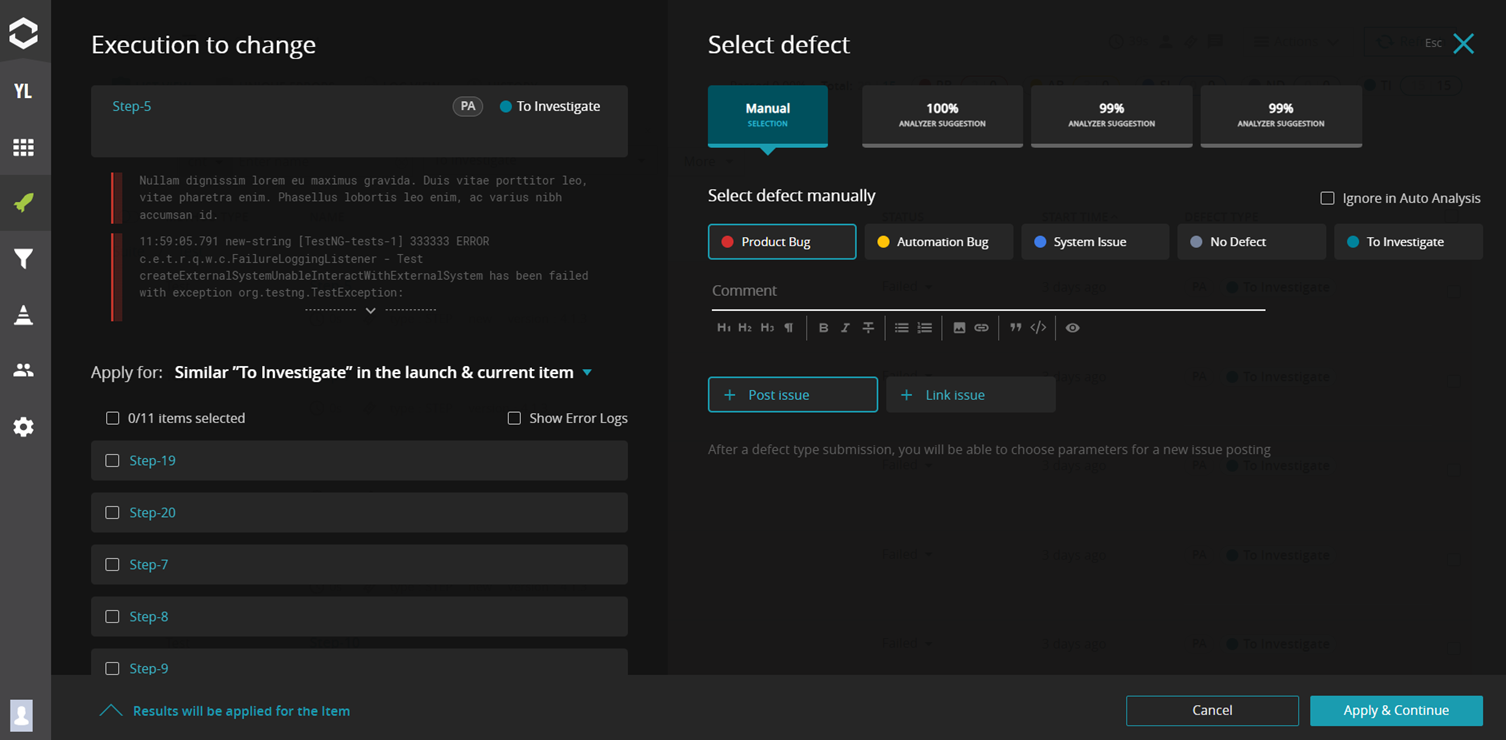 YL
Execution to change
Step-5
PA
To Investigate
Nullam dignissim lorem eu maximus gravida. Duis vitae porttitor leo,
vitae pharetra enim. Phasellus lobortis leo enim, ac varius nibh
accumsan id.
11:59:05.791 new-string [TestNG-tests-1] 333333 ERROR
c.e.t.r.q.w.c.FailureLoggingListener - Test
createExternalSystemUnableInteractWithExternalSystem has been failed
with exception org.testng.TestException:
Apply for: Similar ”To Investigate” in the launch & current item
0/11 items selected
Show Error Logs
Step-19
Step-20
Step-7
Step-8
Step-9
Results will be applied for the Item
Select defect
Esc
Manual
SELECTION
100%
ANALYZER SUGGESTION
99%
ANALYZER SUGGESTION
99%
ANALYZER SUGGESTION
Select defect manually
Ignore in Auto Analysis
Product Bug
Automation Bug
System Issue
No Defect
To Investigate
Comment
H1 H2 H3 ¶ B I T
+ Post issue
+ Link issue
After a defect type submission, you will be able to choose parameters for a new issue posting
Cancel
Apply & Continue